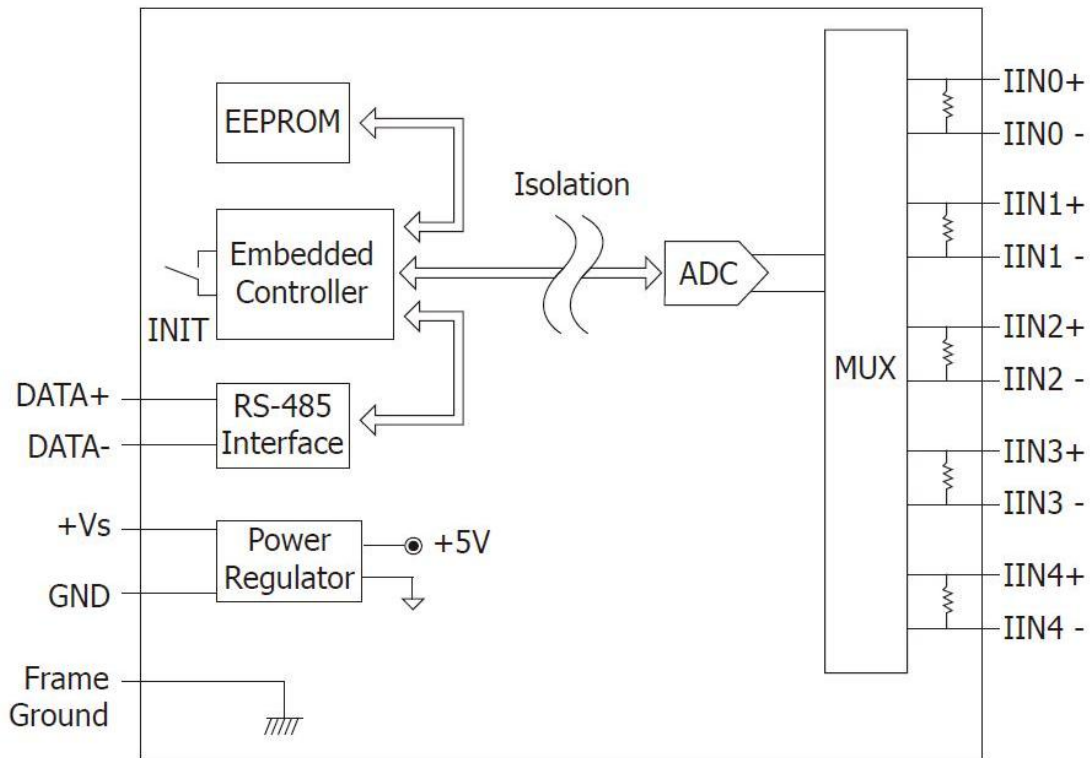 EEPROM
Isolation
Embedded
Controller
INIT
ADC
MUX
DATA+
DATA-
RS-485
Interface
+Vs
GND
Power
Regulator
+5V
Frame
Ground
IIN0+
IIN0 -
IIN1+
IIN1 -
IIN2+
IIN2 -
IIN3+
IIN3 -
IIN4+
IIN4 -